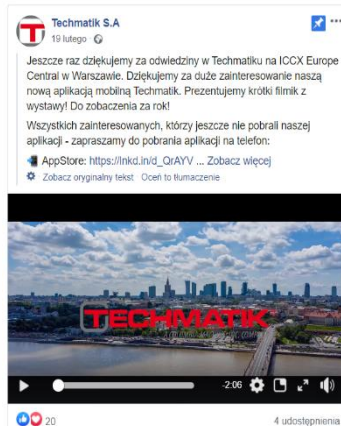 Techmatik S.A
19 lutego
Jeszcze raz dziękujemy za odwiedziny w Techmatiku na ICCX Europe
Central w Warszawie. Dziękujemy za duże zainteresowanie naszą
nową aplikacją mobilną Techmatik. Prezentujemy krótki filmik z
wystawy! Do zobaczenia za rok!
Wszystkich zainteresowanych, którzy jeszcze nie pobrali naszej
aplikacji - zapraszamy do pobrania aplikacji na telefon:
AppStore: https://lnkd.in/d_QrAYV ... Zobacz więcej
Zobacz oryginalny tekst · Oceń to tłumaczenie
TECHMATIK
-2:06
20
4 udostępnienia